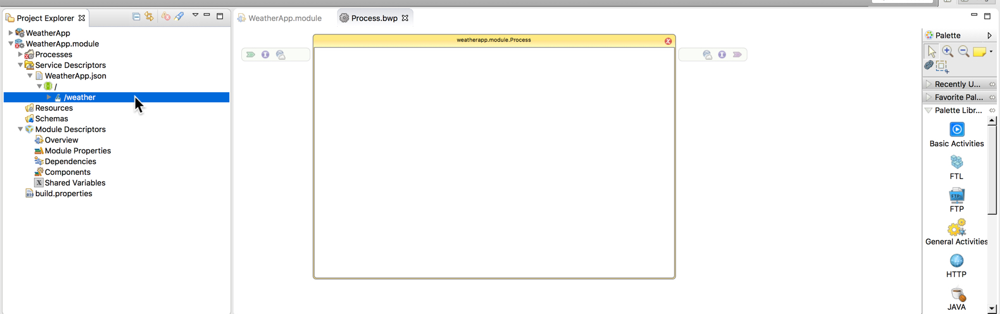 Project Explorer
WeatherApp
WeatherApp.module
Processes
Service Descriptors
WeatherApp.json
/
/weather
Resources
Schemas
Module Descriptors
Overview
Module Properties
Dependencies
Components
Shared Variables
build.properties
WeatherApp.module
Process.bwp
weatherapp.module.Process
Palette
Recently U...
Favorite Pal...
Palette Libr...
Basic Activities
FTL
FTP
FTP
General Activities
HTTP
JAVA